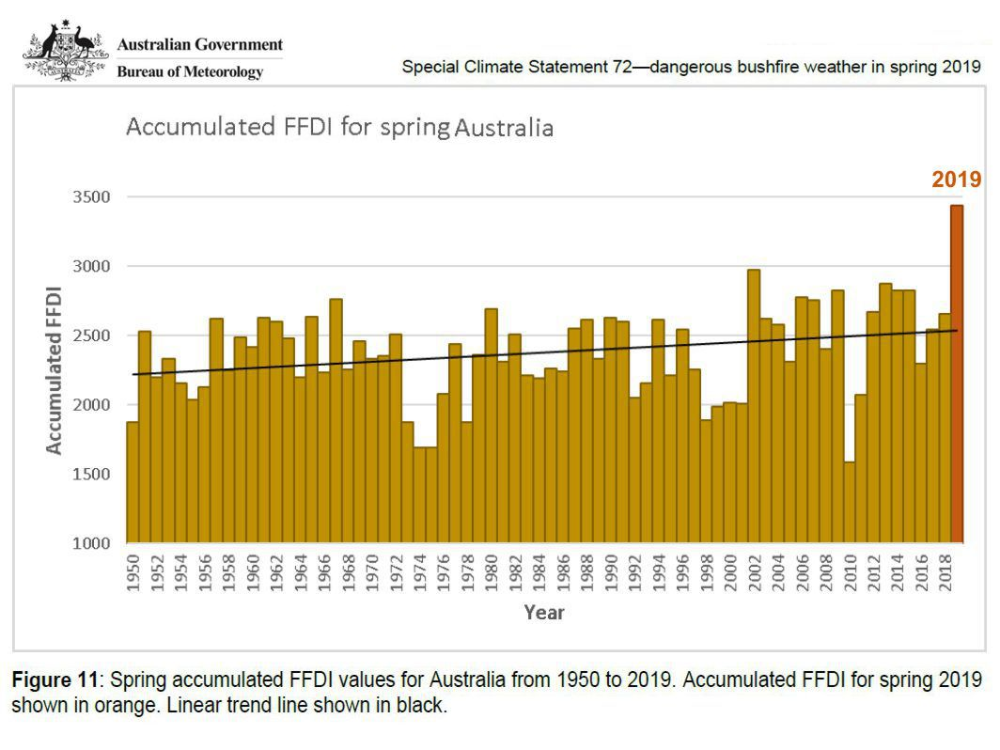 Australian Government
Bureau of Meteorology
Special Climate Statement 72—dangerous bushfire weather in spring 2019
Accumulated FFDI for spring Australia
2019
3500
3000
2500
2000
1500
1000
Accumulated FFDI
1950 1952 1954 1956 1958 1960 1962 1964 1966 1968 1970 1972 1974 1976 1978 1980 1982 1984 1986 1988 1990 1992 1994 1996 1998 2000 2002 2004 2006 2008 2010 2012 2014 2016 2018
Year
Figure 11: Spring accumulated FFDI values for Australia from 1950 to 2019. Accumulated FFDI for spring 2019
shown in orange. Linear trend line shown in black.